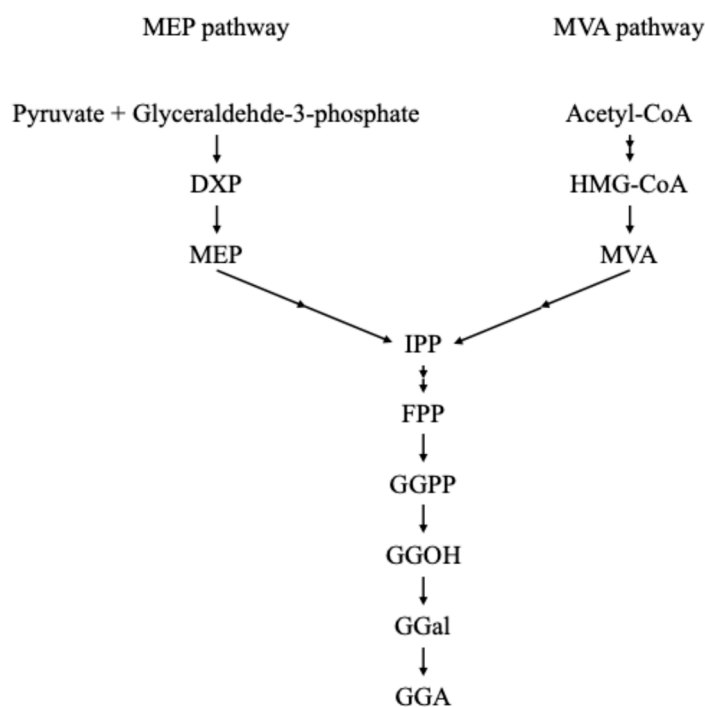 MEP pathway MVA pathway
Pyruvate + Glyceraldehde-3-phosphate Acetyl-CoA
DXP HMG-CoA
MEP MVA
IPP
FPP
GGPP
GGOH
GGal
GGA